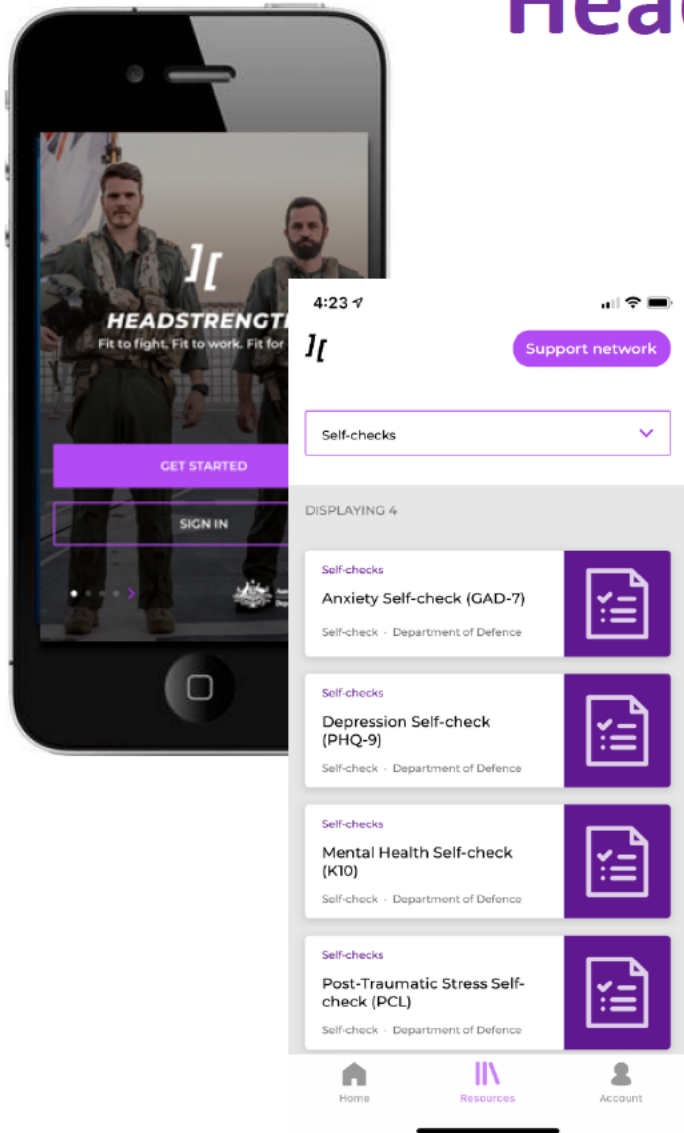 Head
HEADSTRENGT
Fit to fight. Fit to work. Fit for
GET STARTED
SIGN IN
4:23
Support network
Self-checks
DISPLAYING 4
Self-checks
Anxiety Self-check (GAD-7)
Self-check · Department of Defence
Self-checks
Depression Self-check
(PHQ-9)
Self-check · Department of Defence
Self-checks
Mental Health Self-check
(K10)
Self-check · Department of Defence
Self-checks
Post-Traumatic Stress Self-
check (PCL)
Self-check · Department of Defence
Home
Resources
Account